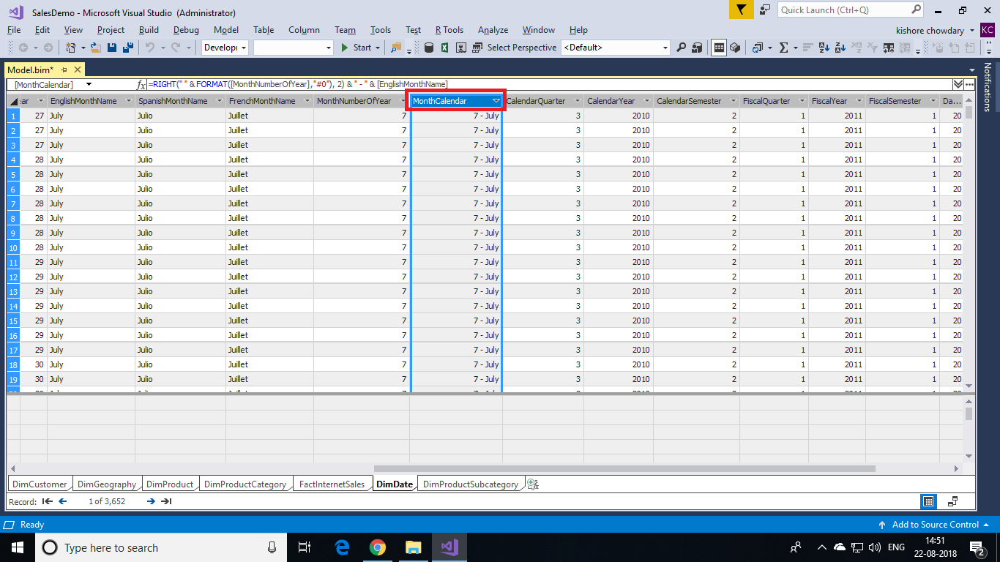 SalesDemo - Microsoft Visual Studio (Administrator)
Quick Launch (Ctrl+Q)
File Edit View Project Build Debug Model Table Column Team Tools Test R Tools Analyze Window Help
kishore chowdary KC
Developi Start Select Perspective <Default>
Model.bim*
Notifications
[MonthCalendar] fx =RIGHT(" " & FORMAT([MonthNumberOfYear],"#0"), 2) & " - " & [EnglishMonthName]
ear EnglishMonthName SpanishMonthName FrenchMonthName MonthNumberOfYear MonthCalendar CalendarQuarter CalendarYear CalendarSemester FiscalQuarter FiscalYear FiscalSemester Da...
1 27 July Julio Juillet 7 7 - July 3 2010 2 1 2011 1 20
2 27 July Julio Juillet 7 7 - July 3 2010 2 1 2011 1 20
3 27 July Julio Juillet 7 7 - July 3 2010 2 1 2011 1 20
4 28 July Julio Juillet 7 7 - July 3 2010 2 1 2011 1 20
5 28 July Julio Juillet 7 7 - July 3 2010 2 1 2011 1 20
6 28 July Julio Juillet 7 7 - July 3 2010 2 1 2011 1 20
7 28 July Julio Juillet 7 7 - July 3 2010 2 1 2011 1 20
8 28 July Julio Juillet 7 7 - July 3 2010 2 1 2011 1 20
9 28 July Julio Juillet 7 7 - July 3 2010 2 1 2011 1 20
10 28 July Julio Juillet 7 7 - July 3 2010 2 1 2011 1 20
11 29 July Julio Juillet 7 7 - July 3 2010 2 1 2011 1 20
12 29 July Julio Juillet 7 7 - July 3 2010 2 1 2011 1 20
13 29 July Julio Juillet 7 7 - July 3 2010 2 1 2011 1 20
14 29 July Julio Juillet 7 7 - July 3 2010 2 1 2011 1 20
15 29 July Julio Juillet 7 7 - July 3 2010 2 1 2011 1 20
16 29 July Julio Juillet 7 7 - July 3 2010 2 1 2011 1 20
17 29 July Julio Juillet 7 7 - July 3 2010 2 1 2011 1 20
18 30 July Julio Juillet 7 7 - July 3 2010 2 1 2011 1 20
19 30 July Julio Juillet 7 7 - July 3 2010 2 1 2011 1 20
DimCustomer DimGeography DimProduct DimProductCategory FactInternetSales DimDate DimProductSubcategory
Record: 1 of 3,652
Ready Add to Source Control
Type here to search
ENG 14:51
22-08-2018
2